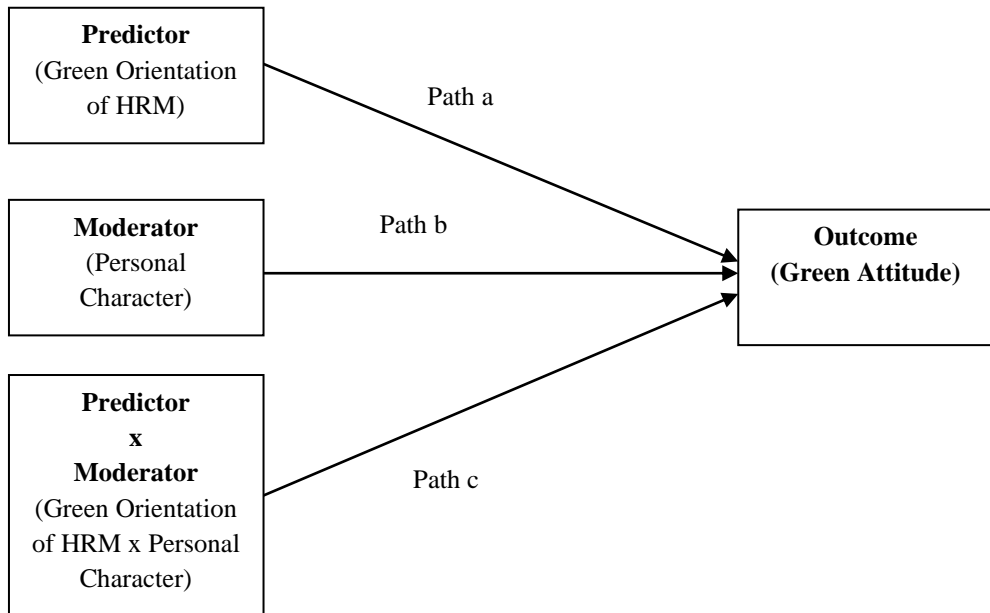 Predictor
(Green Orientation
of HRM)
Path a
Moderator
(Personal
Character)
Path b
Outcome
(Green Attitude)
Predictor
x
Moderator
(Green Orientation
of HRM x Personal
Character)
Path c